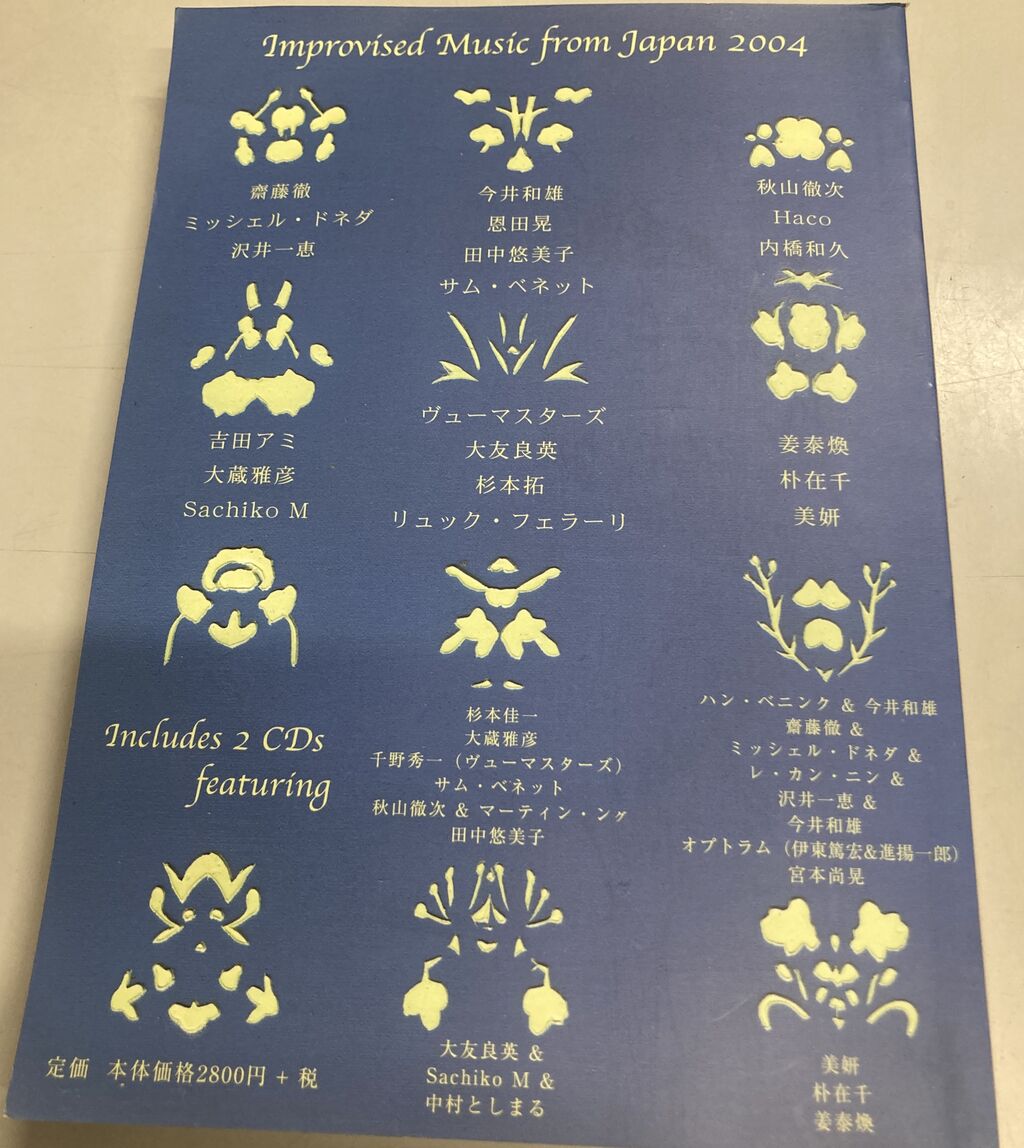 Improvised Music from Japan 2004
齋藤徹
ミッシェル・ドネダ
沢井一恵
今井和雄
恩田晃
田中悠美子
サム・ベネット
秋山徹次
Haco
内橋和久
吉田アミ
大蔵雅彦
Sachiko M
ヴューマスターズ
大友良英
杉本拓
リュック・フェラーリ
姜泰煥
朴在千
美妍
Includes 2 CDs
featuring
杉本佳一
大蔵雅彦
千野秀一（ヴューマスターズ）
サム・ベネット
秋山徹次 & マーティン・ング
田中悠美子
ハン・ベニンク & 今井和雄
齋藤徹 &
ミッシェル・ドネダ &
レ・カン・ニン &
沢井一恵 &
今井和雄
オプトラム（伊東篤宏&進揚一郎）
宮本尚晃
定価　本体価格2800円 + 税
大友良英 &
Sachiko M &
中村としまる
美妍
朴在千
姜泰煥